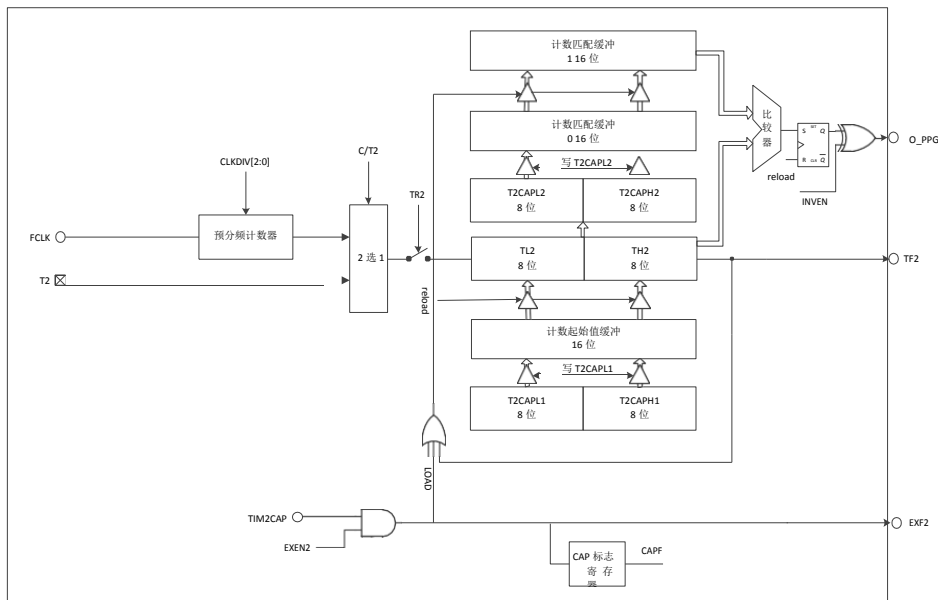 计数匹配缓冲
1 16 位
计数匹配缓冲
0 16 位
比
较
器
S
SET
Q
R
CLR
Q
O_PPG
reload
INVEN
CLKDIV[2:0]
C/T2
TR2
写 T2CAPL2
T2CAPL2
8 位
T2CAPH2
8 位
FCLK
预分频计数器
2 选 1
TL2
8 位
TH2
8 位
TF2
T2
reload
计数起始值缓冲
16 位
写 T2CAPL1
T2CAPL1
8 位
T2CAPH1
8 位
LOAD
TIM2CAP
EXEN2
EXF2
CAP 标志
寄 存
器
CAPF